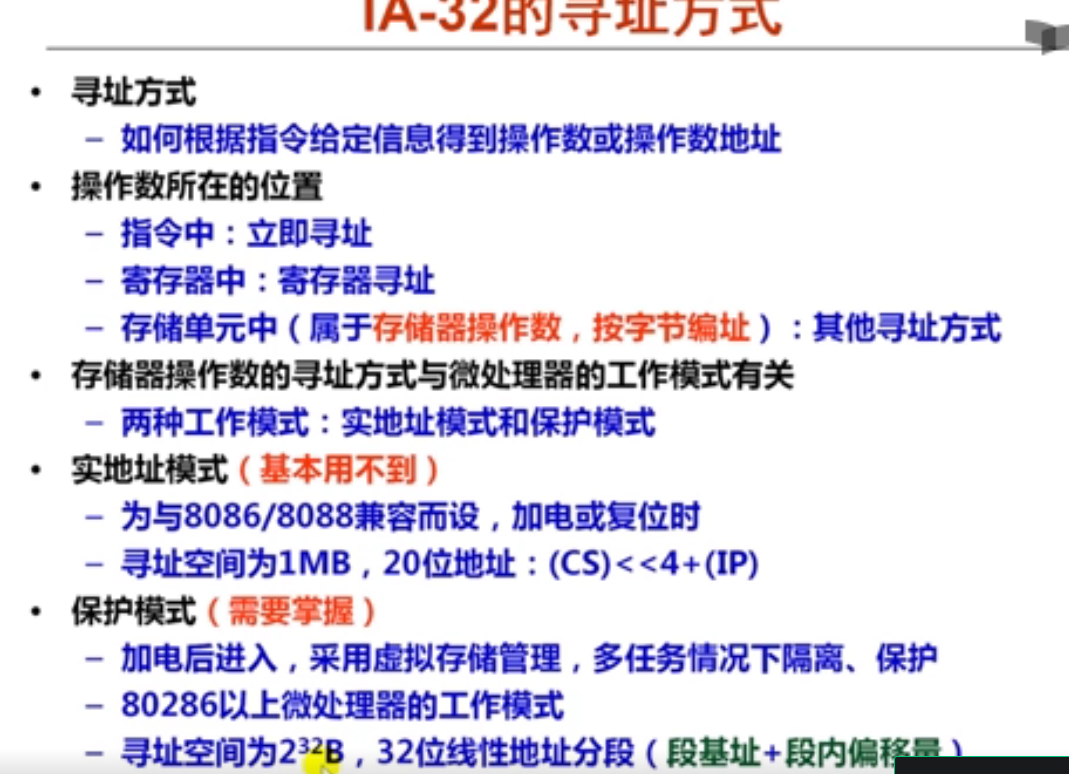 IA-32的寻址方式
• 寻址方式
– 如何根据指令给定信息得到操作数或操作数地址
• 操作数所在的位置
– 指令中：立即寻址
– 寄存器中：寄存器寻址
– 存储单元中（属于存储器操作数，按字节编址）：其他寻址方式
• 存储器操作数的寻址方式与微处理器的工作模式有关
– 两种工作模式：实地址模式和保护模式
• 实地址模式（基本用不到）
– 为与8086/8088兼容而设，加电或复位时
– 寻址空间为1MB，20位地址：(CS)<<4+(IP)
• 保护模式（需要掌握）
– 加电后进入，采用虚拟存储管理，多任务情况下隔离、保护
– 80286以上微处理器的工作模式
– 寻址空间为2³²B，32位线性地址分段（段基址+段内偏移量）